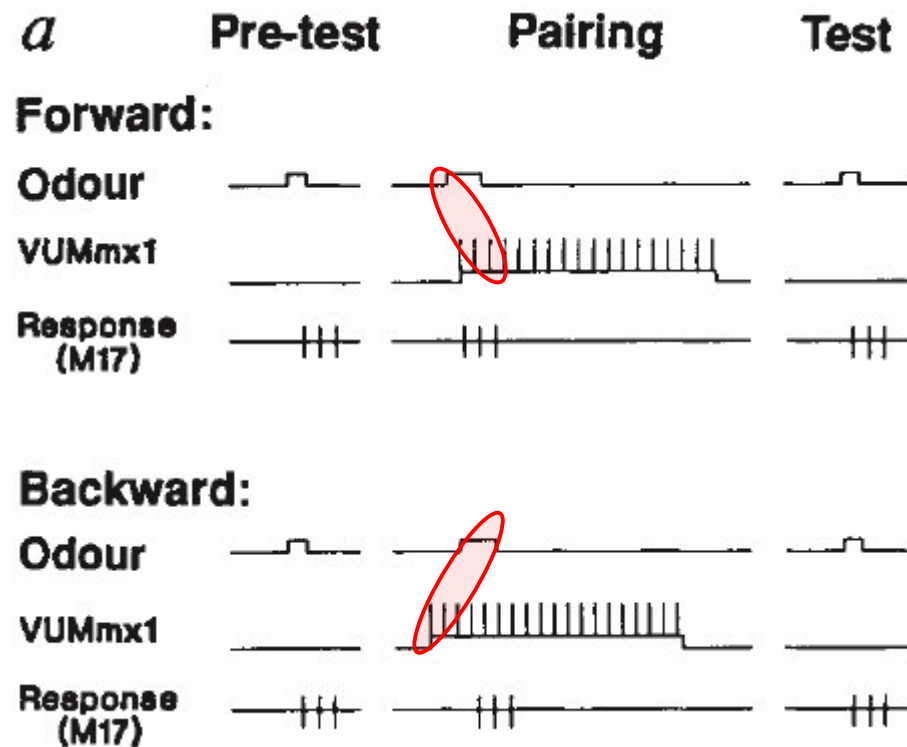 a Pre-test Pairing Test
Forward:
Odour
VUMmx1
Response
(M17)
Backward:
Odour
VUMmx1
Response
(M17)